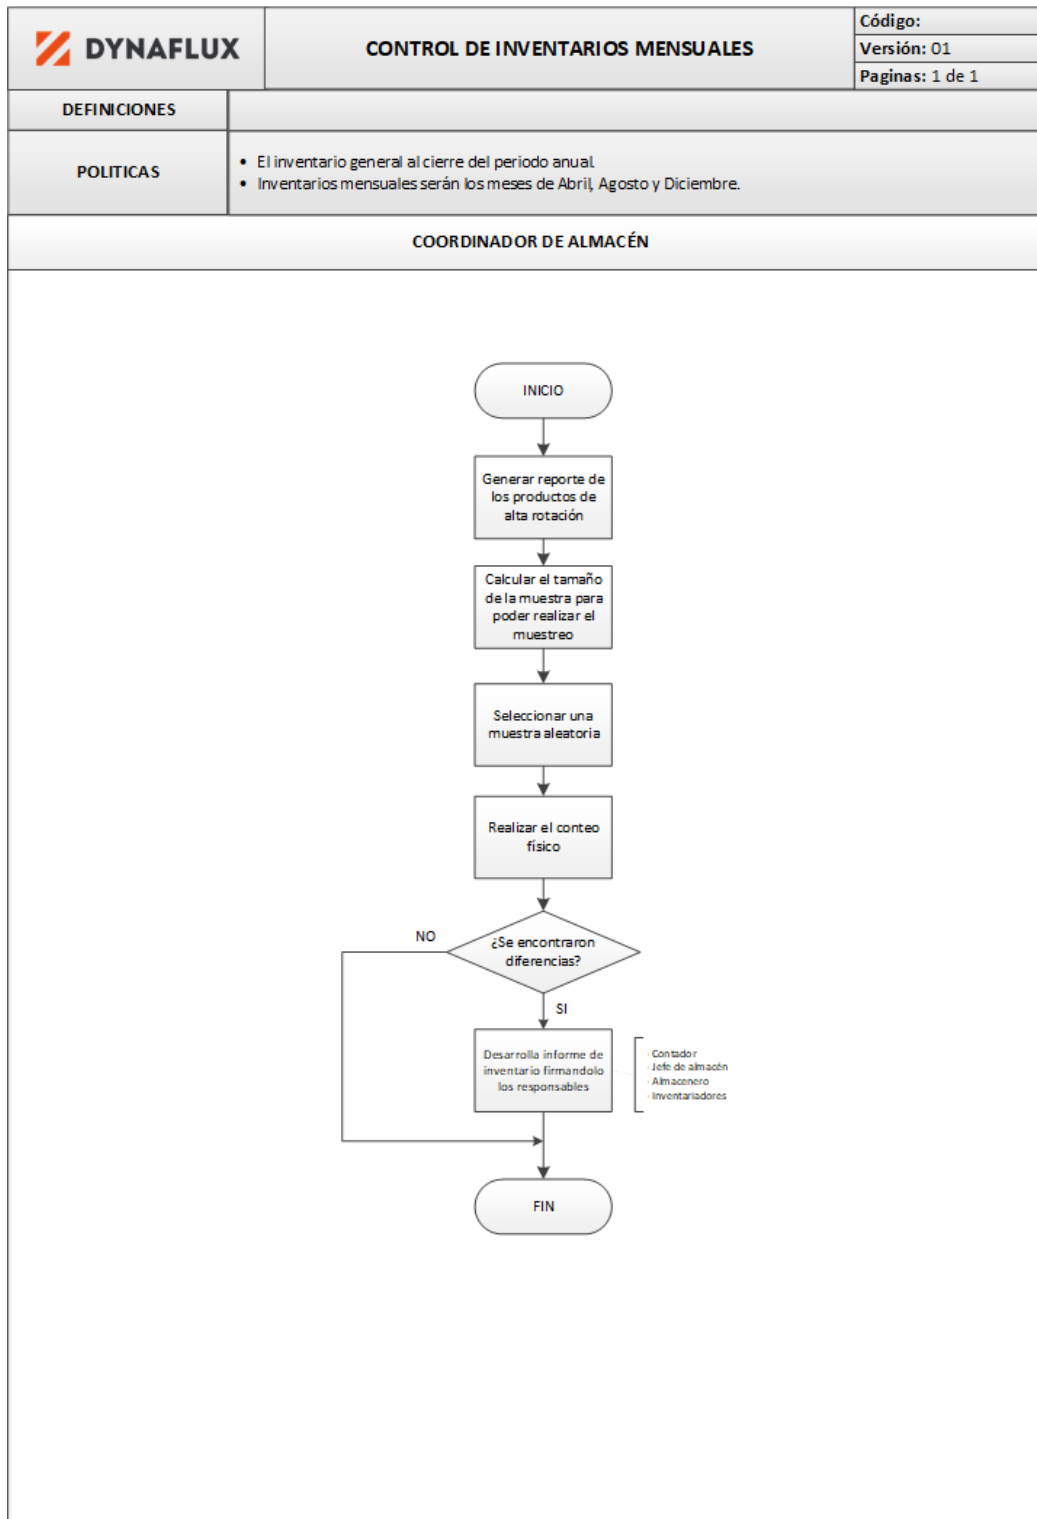 DYNAFLUX
CONTROL DE INVENTARIOS MENSUALES
Código:
Versión: 01
Paginas: 1 de 1
DEFINICIONES
POLITICAS
• El inventario general al cierre del periodo anual.
• Inventarios mensuales serán los meses de Abril, Agosto y Diciembre.
COORDINADOR DE ALMACÉN
INICIO
Generar reporte de
los productos de
alta rotación
Calcular el tamaño
de la muestra para
poder realizar el
muestreo
Seleccionar una
muestra aleatoria
Realizar el conteo
físico
¿Se encontraron
diferencias?
NO
SI
Desarrolla informe de
inventario firmandolo
los responsables
· Contador
· Jefe de almacén
· Almacenero
· Inventariadores
FIN